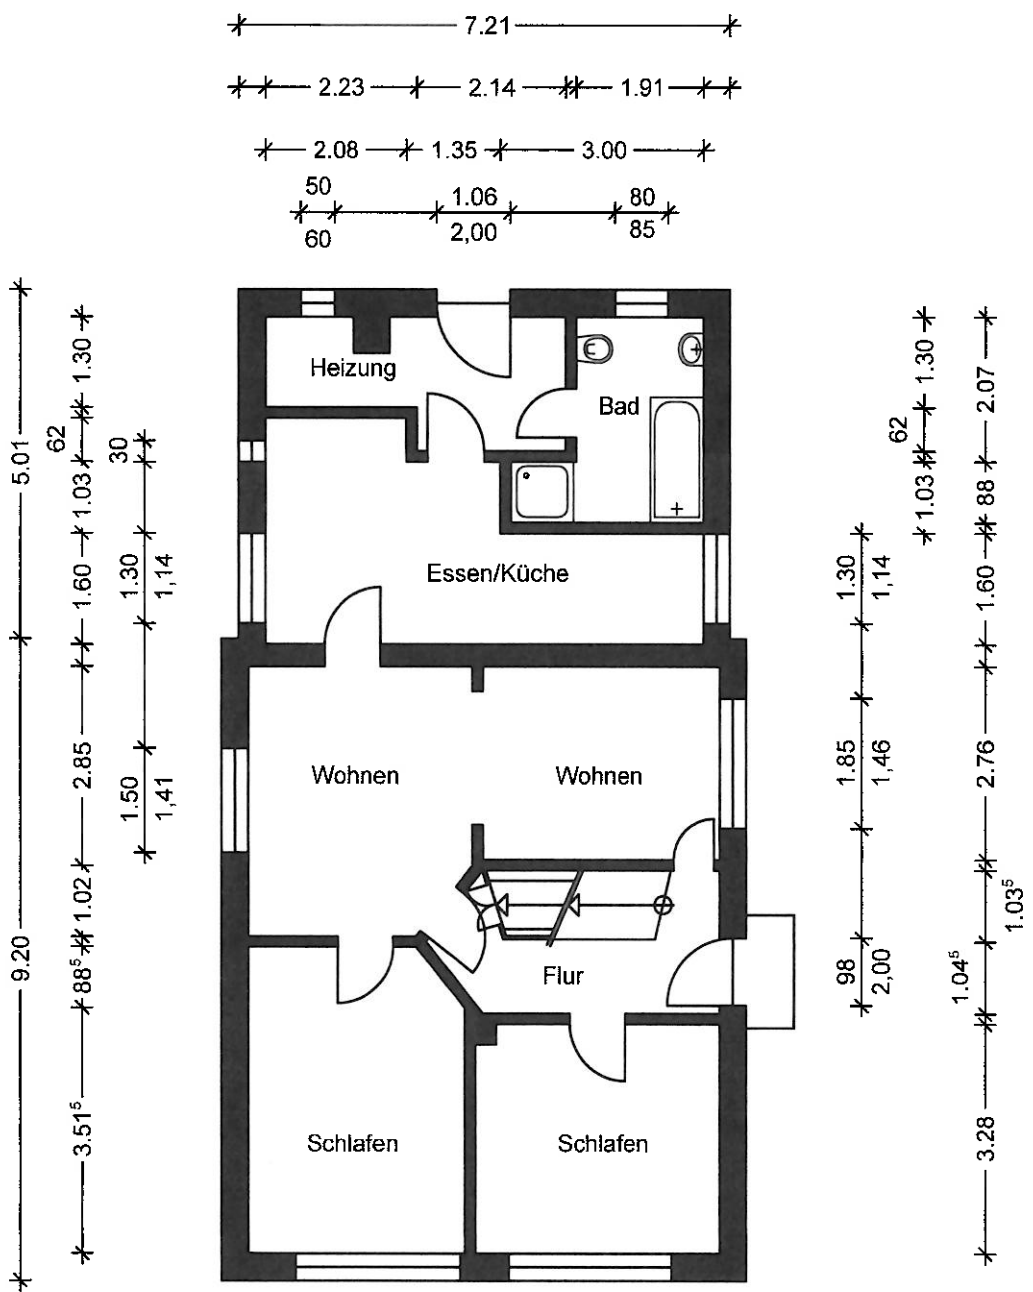 7.21
2.23 2.14 1.91
2.08 1.35 3.00
50 1.06 80
60 2,00 85
5.01
9.20
1.30
62
1.03
1.60
2.85
1.02
88⁵
3.51⁵
30
1.30
1,14
1.50
1,41
Heizung
Bad
Essen/Küche
Wohnen
Wohnen
Flur
Schlafen
Schlafen
1.30
1,14
1.85
1,46
98
2,00
1.30
62
1.03
2.07
88
1.60
2.76
1.03⁵
1.04⁵
3.28